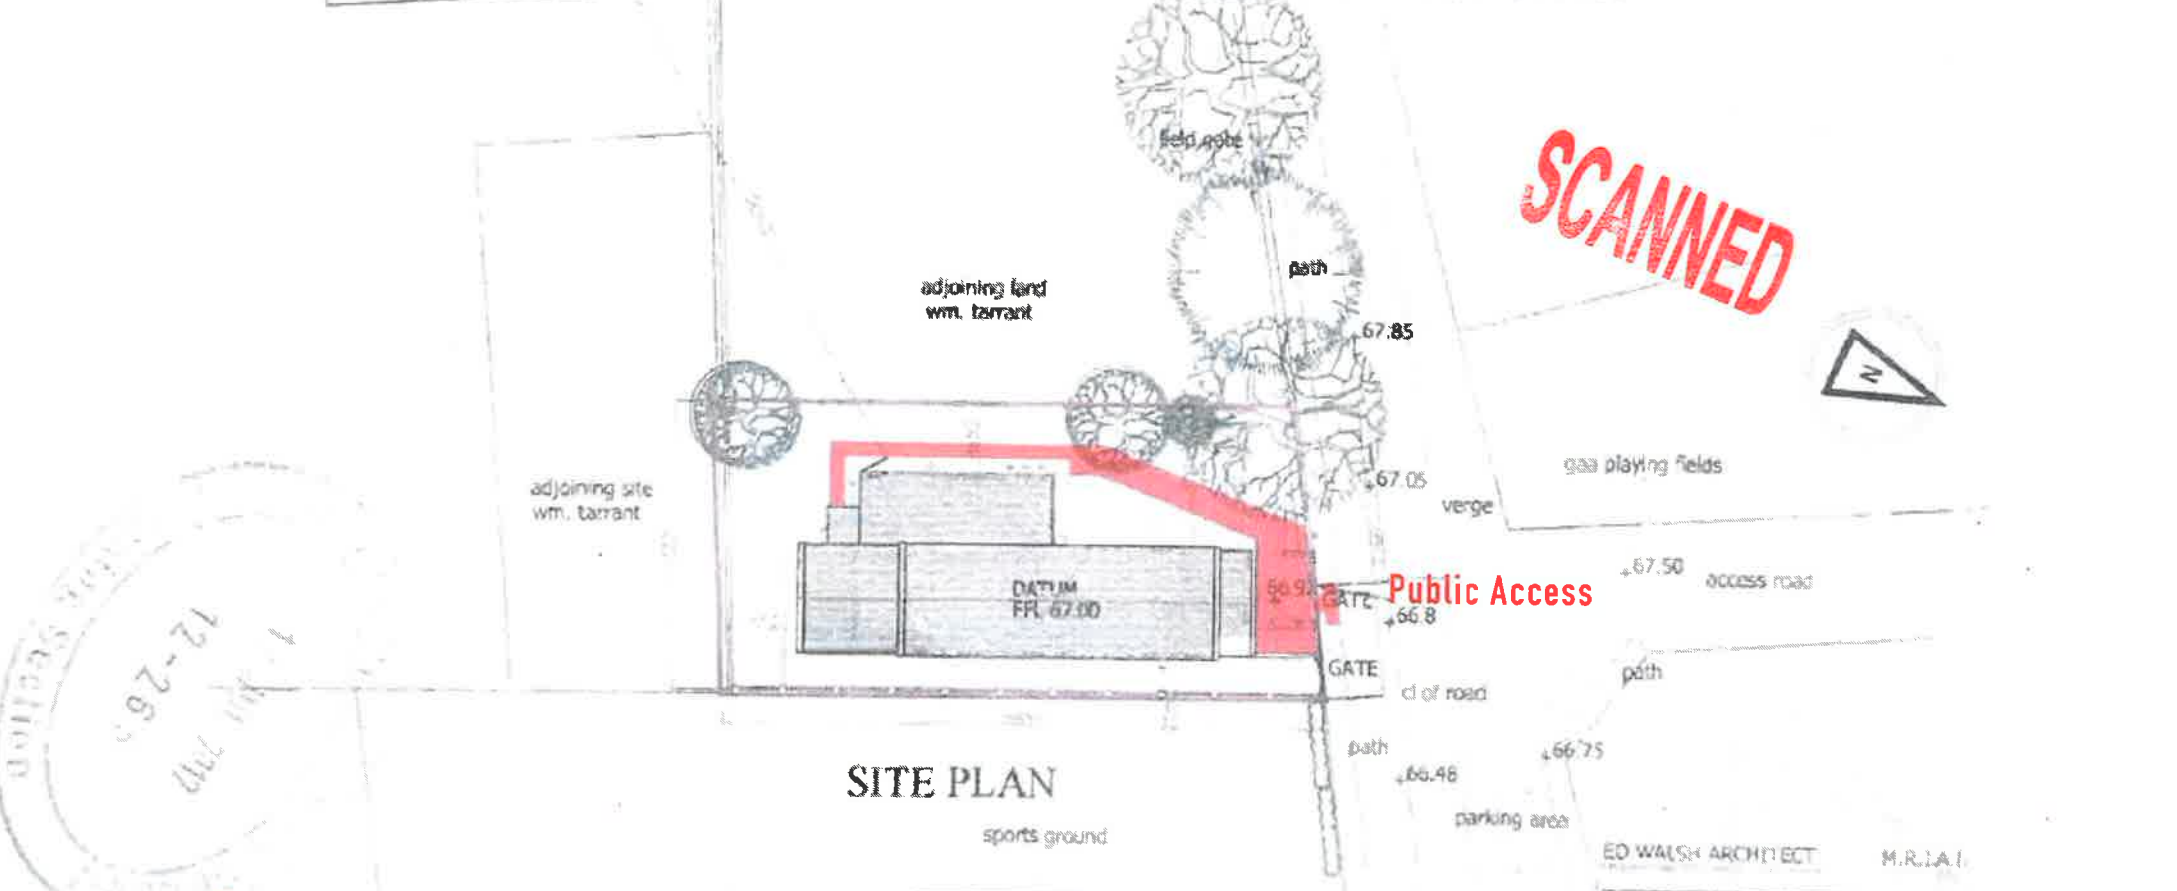 field gate
SCANNED
path
adjoining land
wm. tarrant
67.85
N
gaa playing fields
67.05
verge
adjoining site
wm. tarrant
67.50
access road
DATUM
FFL 67.00
66.92
GATE
Public Access
66.8
GATE
path
cl of road
path
66.75
66.48
SITE PLAN
parking area
sports ground
ED WALSH ARCHITECT
M.R.I.A.I.